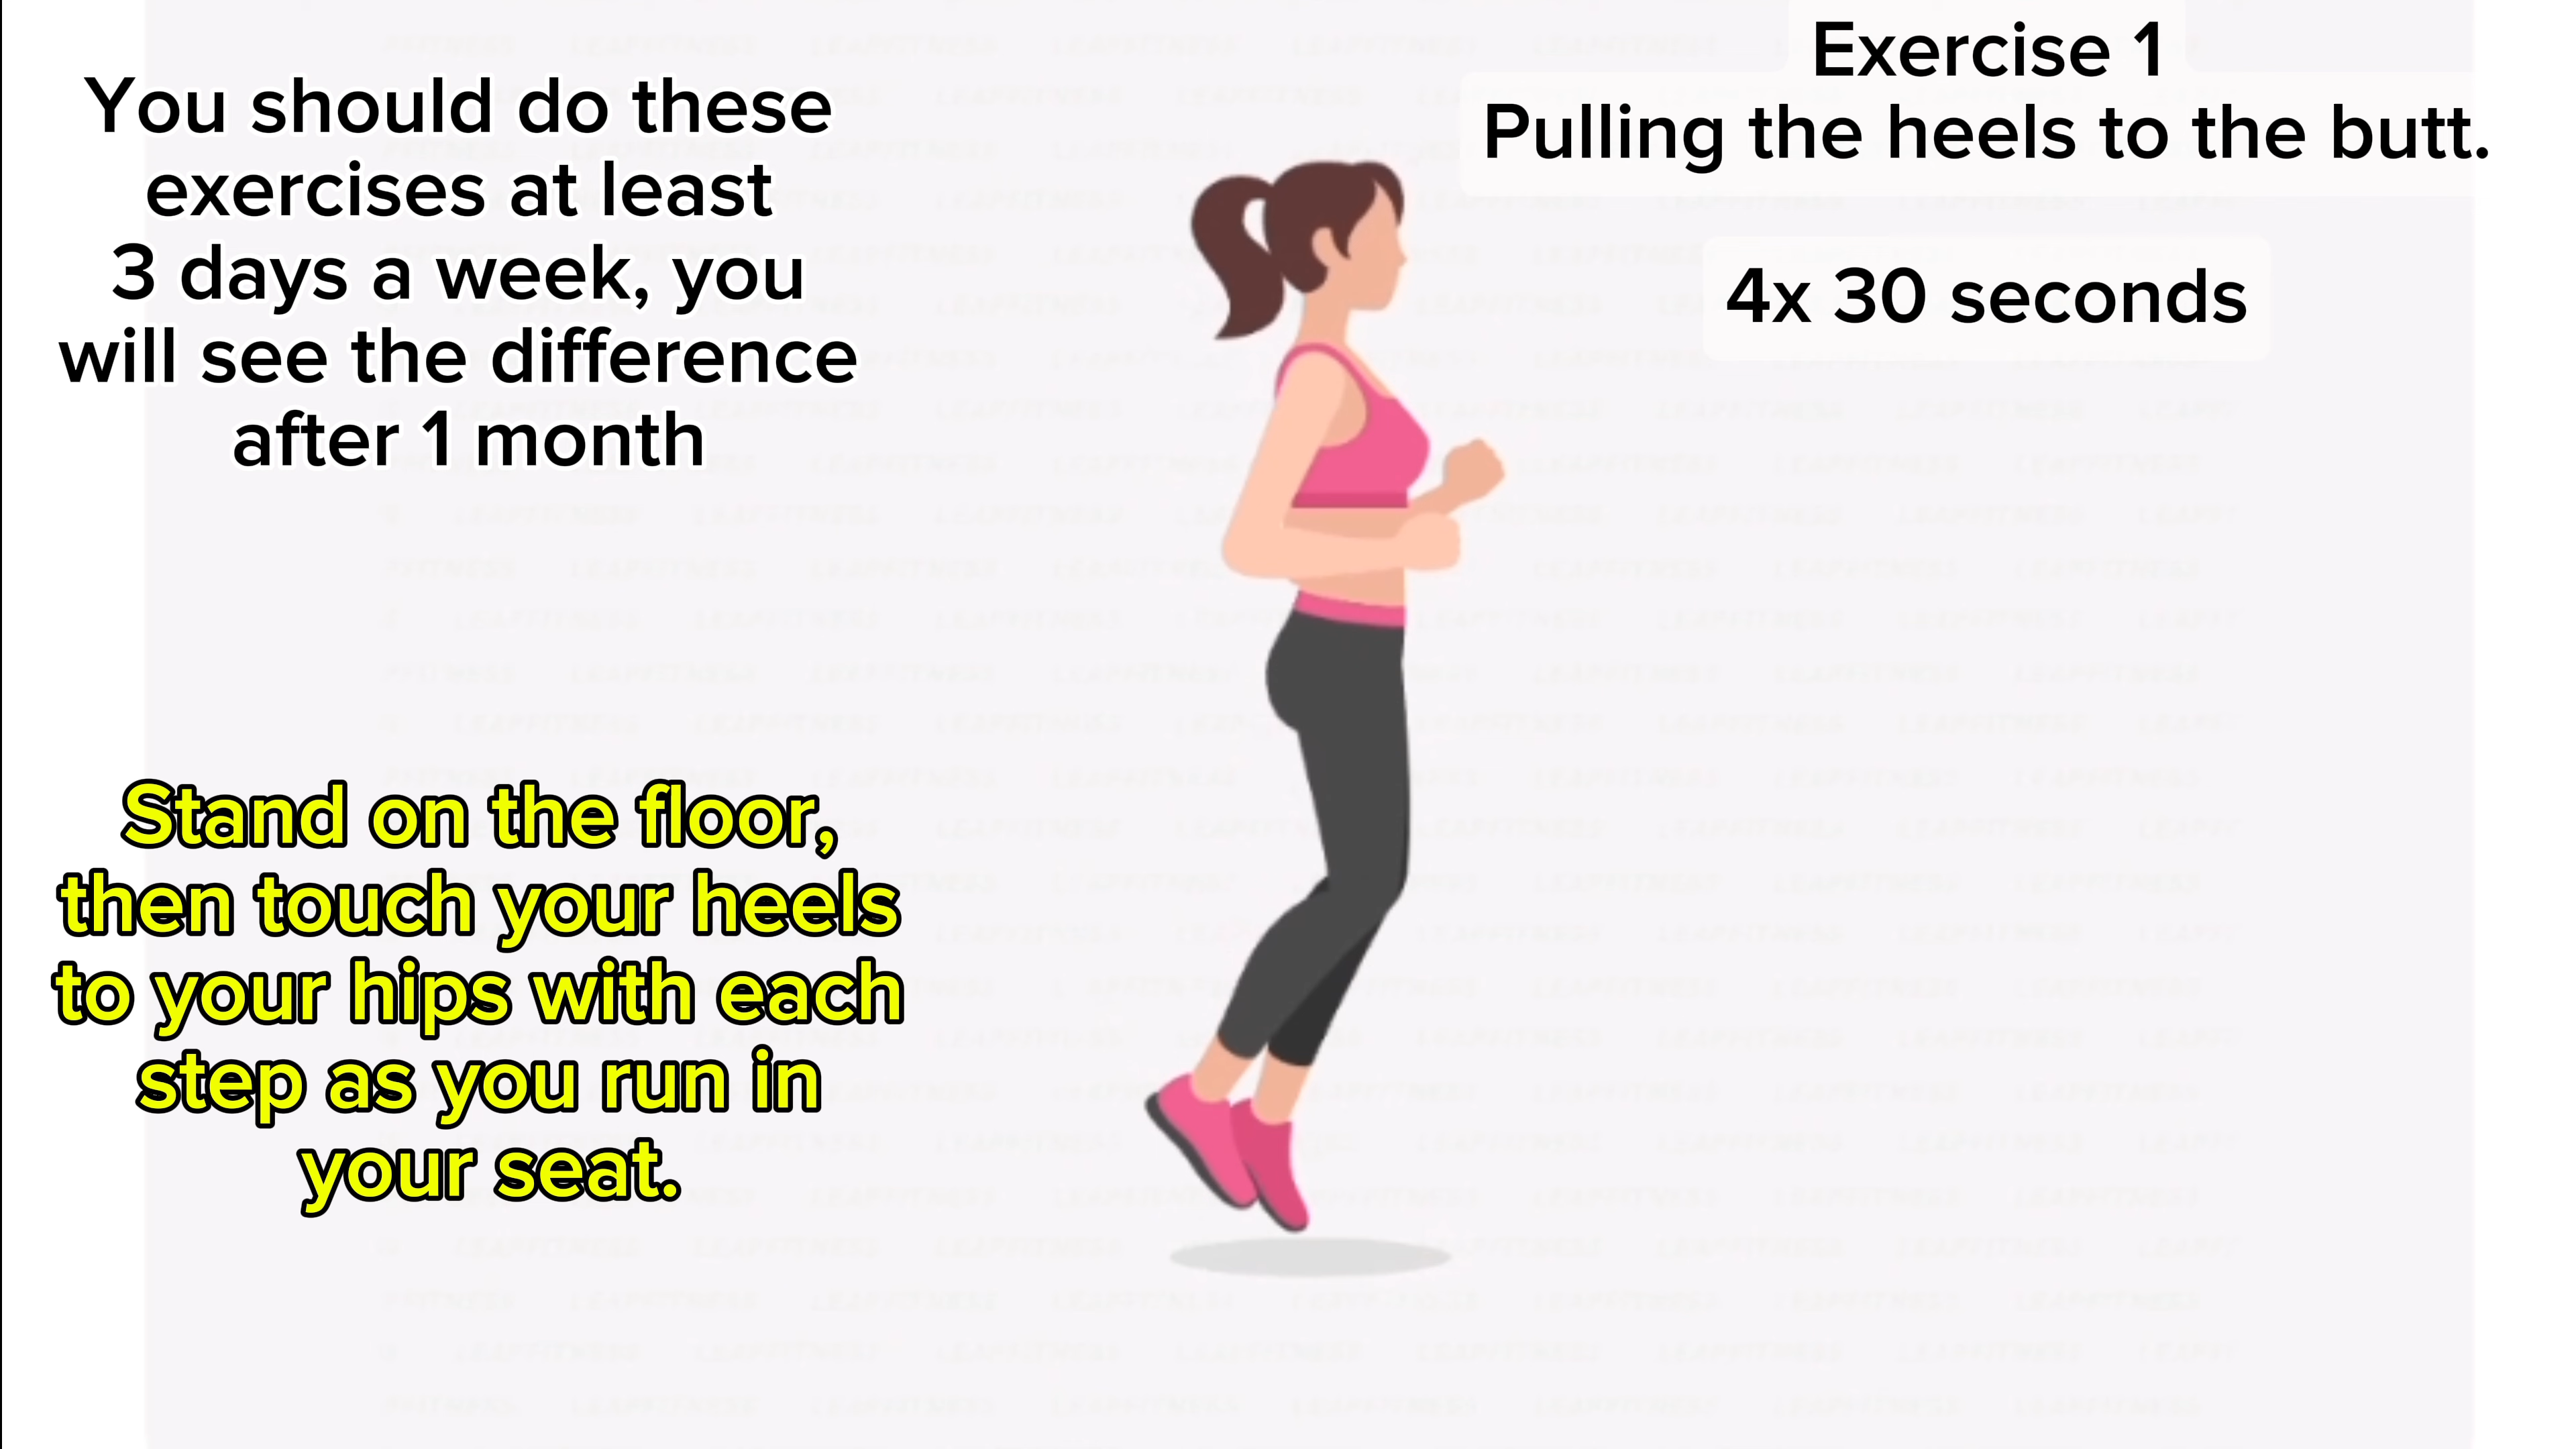 You should do these
exercises at least
3 days a week, you
will see the difference
after 1 month
Exercise 1
Pulling the heels to the butt.
4x 30 seconds
Stand on the floor,
then touch your heels
to your hips with each
step as you run in
your seat.